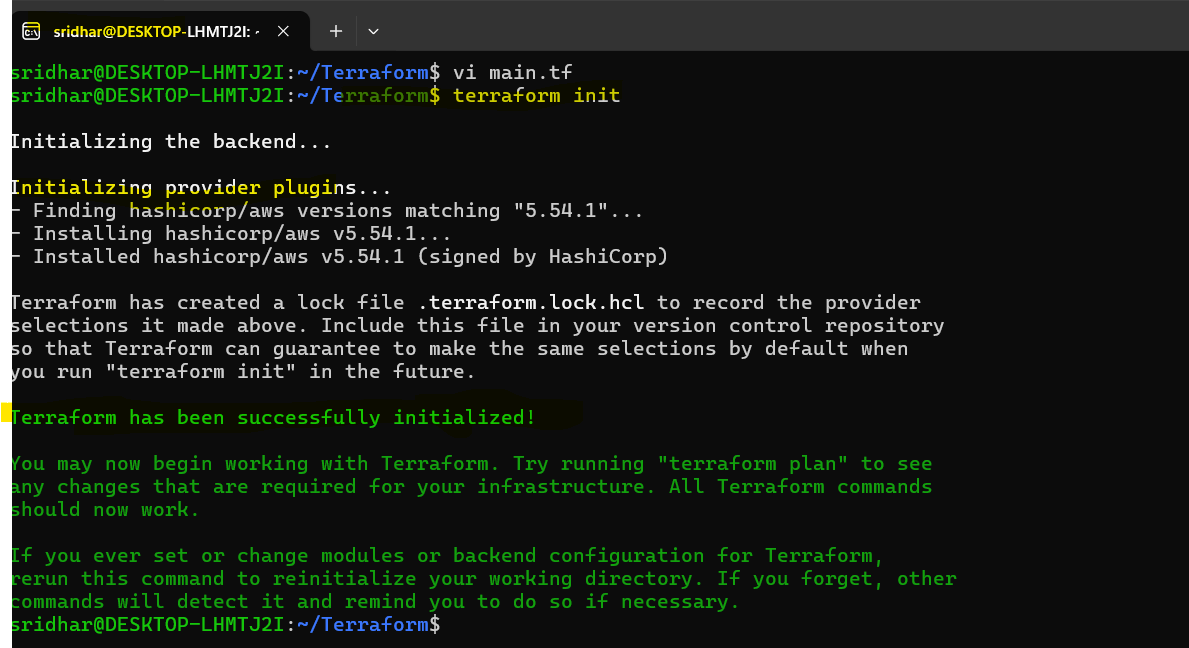 sridhar@DESKTOP-LHMTJ2I: ~
sridhar@DESKTOP-LHMTJ2I:~/Terraform$ vi main.tf
sridhar@DESKTOP-LHMTJ2I:~/Terraform$ terraform init
Initializing the backend...
Initializing provider plugins...
- Finding hashicorp/aws versions matching "5.54.1"...
- Installing hashicorp/aws v5.54.1...
- Installed hashicorp/aws v5.54.1 (signed by HashiCorp)
Terraform has created a lock file .terraform.lock.hcl to record the provider
selections it made above. Include this file in your version control repository
so that Terraform can guarantee to make the same selections by default when
you run "terraform init" in the future.
Terraform has been successfully initialized!
You may now begin working with Terraform. Try running "terraform plan" to see
any changes that are required for your infrastructure. All Terraform commands
should now work.
If you ever set or change modules or backend configuration for Terraform,
rerun this command to reinitialize your working directory. If you forget, other
commands will detect it and remind you to do so if necessary.
sridhar@DESKTOP-LHMTJ2I:~/Terraform$